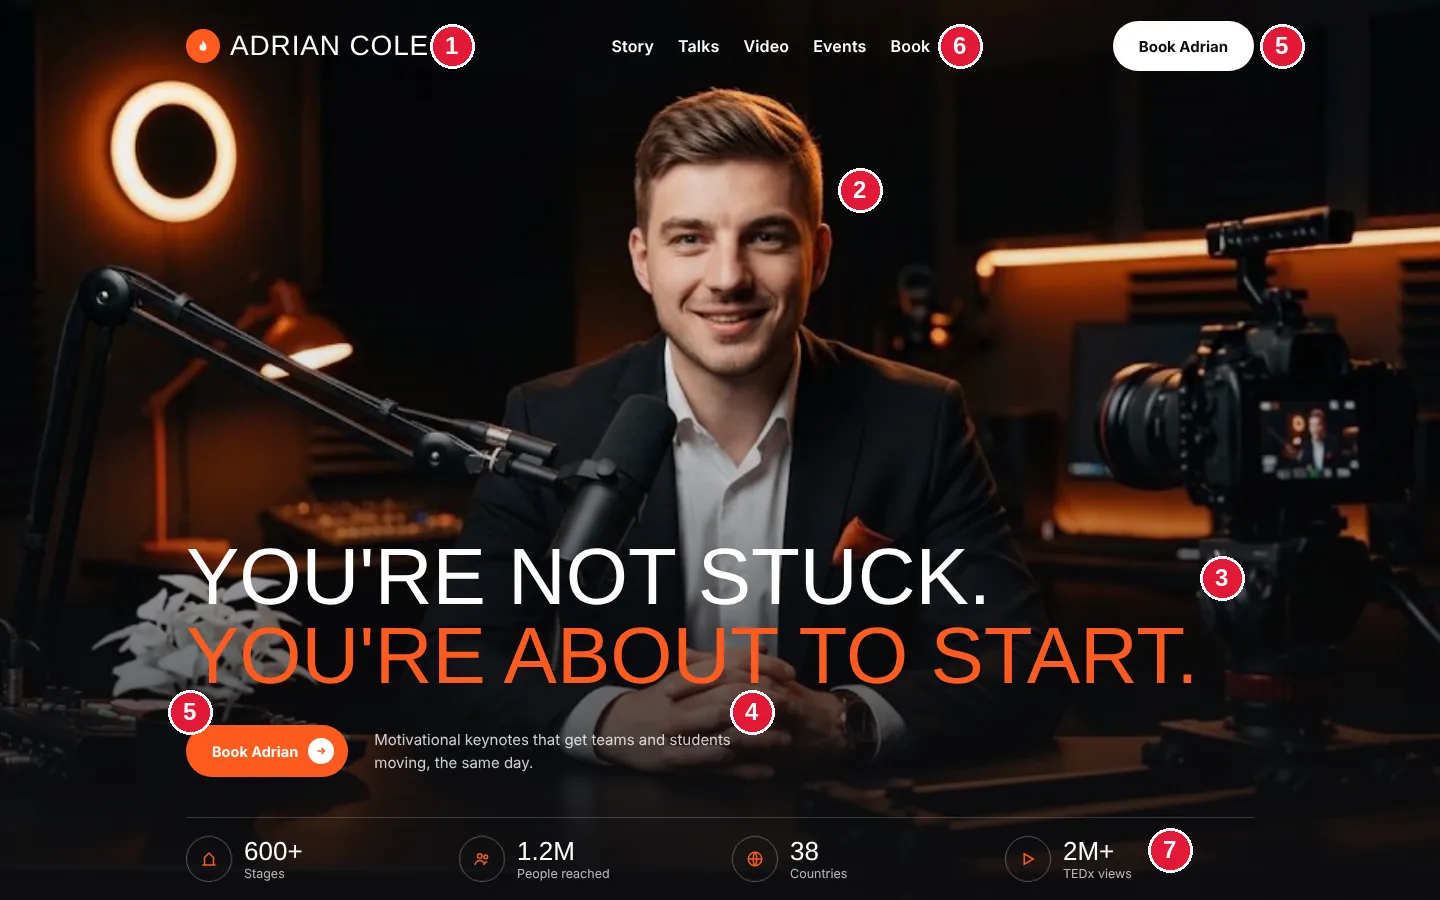 ADRIAN COLE
1
Story
Talks
Video
Events
Book
6
Book Adrian
5
2
YOU'RE NOT STUCK.
3
YOU'RE ABOUT TO START.
5
4
Book Adrian
Motivational keynotes that get teams and students
moving, the same day.
600+
Stages
1.2M
People reached
38
Countries
2M+
TEDx views
7